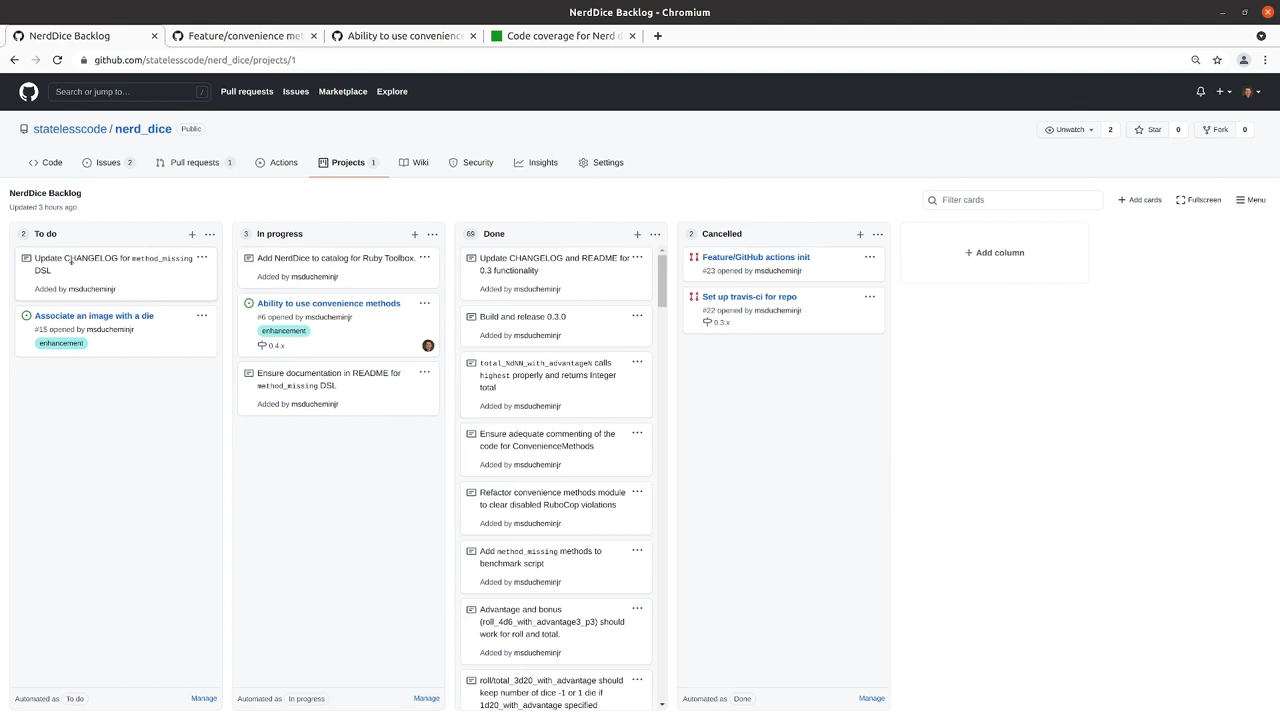 NerdDice Backlog - Chromium
NerdDice Backlog
Feature/convenience met
Ability to use convenienc
Code coverage for Nerd d
github.com/statelesscode/nerd_dice/projects/1
Search or jump to… /
Pull requests
Issues
Marketplace
Explore
statelesscode / nerd_dice Public
Unwatch 2
Star 0
Fork 0
Code
Issues 2
Pull requests 1
Actions
Projects 1
Wiki
Security
Insights
Settings
NerdDice Backlog
Updated 3 hours ago
Filter cards
Add cards
Fullscreen
Menu
2 To do
Update CHANGELOG for method_missing
DSL
Added by msducheminjr
Associate an image with a die
#15 opened by msducheminjr
enhancement
Automated as To do Manage
3 In progress
Add NerdDice to catalog for Ruby Toolbox.
Added by msducheminjr
Ability to use convenience methods
#6 opened by msducheminjr
enhancement
0.4.x
Ensure documentation in README for
method_missing DSL
Added by msducheminjr
Automated as In progress Manage
69 Done
Update CHANGELOG and README for
0.3 functionality
Added by msducheminjr
Build and release 0.3.0
Added by msducheminjr
total_NdNN_with_advantageN calls
highest properly and returns Integer
total
Added by msducheminjr
Ensure adequate commenting of the
code for ConvenienceMethods
Added by msducheminjr
Refactor convenience methods module
to clear disabled RuboCop violations
Added by msducheminjr
Add method_missing methods to
benchmark script
Added by msducheminjr
Advantage and bonus
(roll_4d6_with_advantage3_p3) should
work for roll and total.
Added by msducheminjr
roll/total_3d20_with_advantage should
keep number of dice -1 or 1 die if
1d20_with_advantage specified
2 Cancelled
Feature/GitHub actions init
#23 opened by msducheminjr
Set up travis-ci for repo
#22 opened by msducheminjr
0.3.x
Automated as Done Manage
Add column